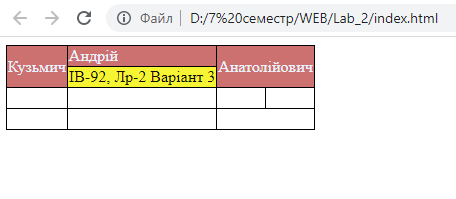 Файл D:/7%20семестр/WEB/Lab_2/index.html
Кузьмич Андрій Анатолійович
ІВ-92, Лр-2 Варіант 3